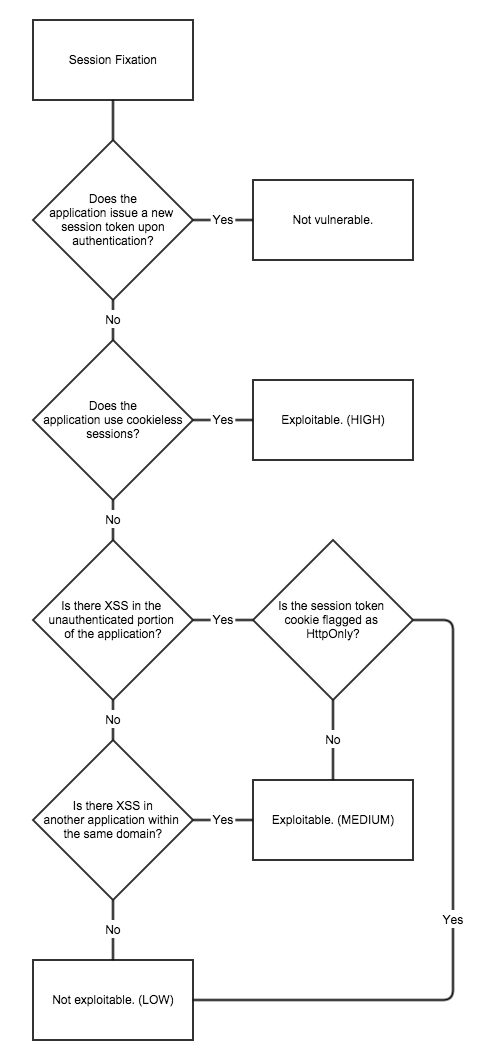 Session Fixation
Does the
application issue a new
session token upon
authentication?
Yes
Not vulnerable.
No
Does the
application use cookieless
sessions?
Yes
Exploitable. (HIGH)
No
Is there XSS in the
unauthenticated portion
of the application?
Yes
Is the session token
cookie flagged as
HttpOnly?
No
No
Is there XSS in
another application within
the same domain?
Yes
Exploitable. (MEDIUM)
Yes
No
Not exploitable. (LOW)